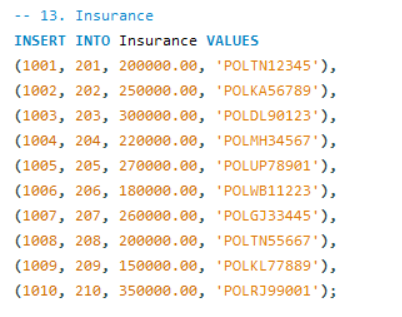 -- 13. Insurance
INSERT INTO Insurance VALUES
(1001, 201, 200000.00, 'POLTN12345'),
(1002, 202, 250000.00, 'POLKA56789'),
(1003, 203, 300000.00, 'POLDL90123'),
(1004, 204, 220000.00, 'POLMH34567'),
(1005, 205, 270000.00, 'POLUP78901'),
(1006, 206, 180000.00, 'POLWB11223'),
(1007, 207, 260000.00, 'POLGJ33445'),
(1008, 208, 200000.00, 'POLTN55667'),
(1009, 209, 150000.00, 'POLKL77889'),
(1010, 210, 350000.00, 'POLRJ99001');